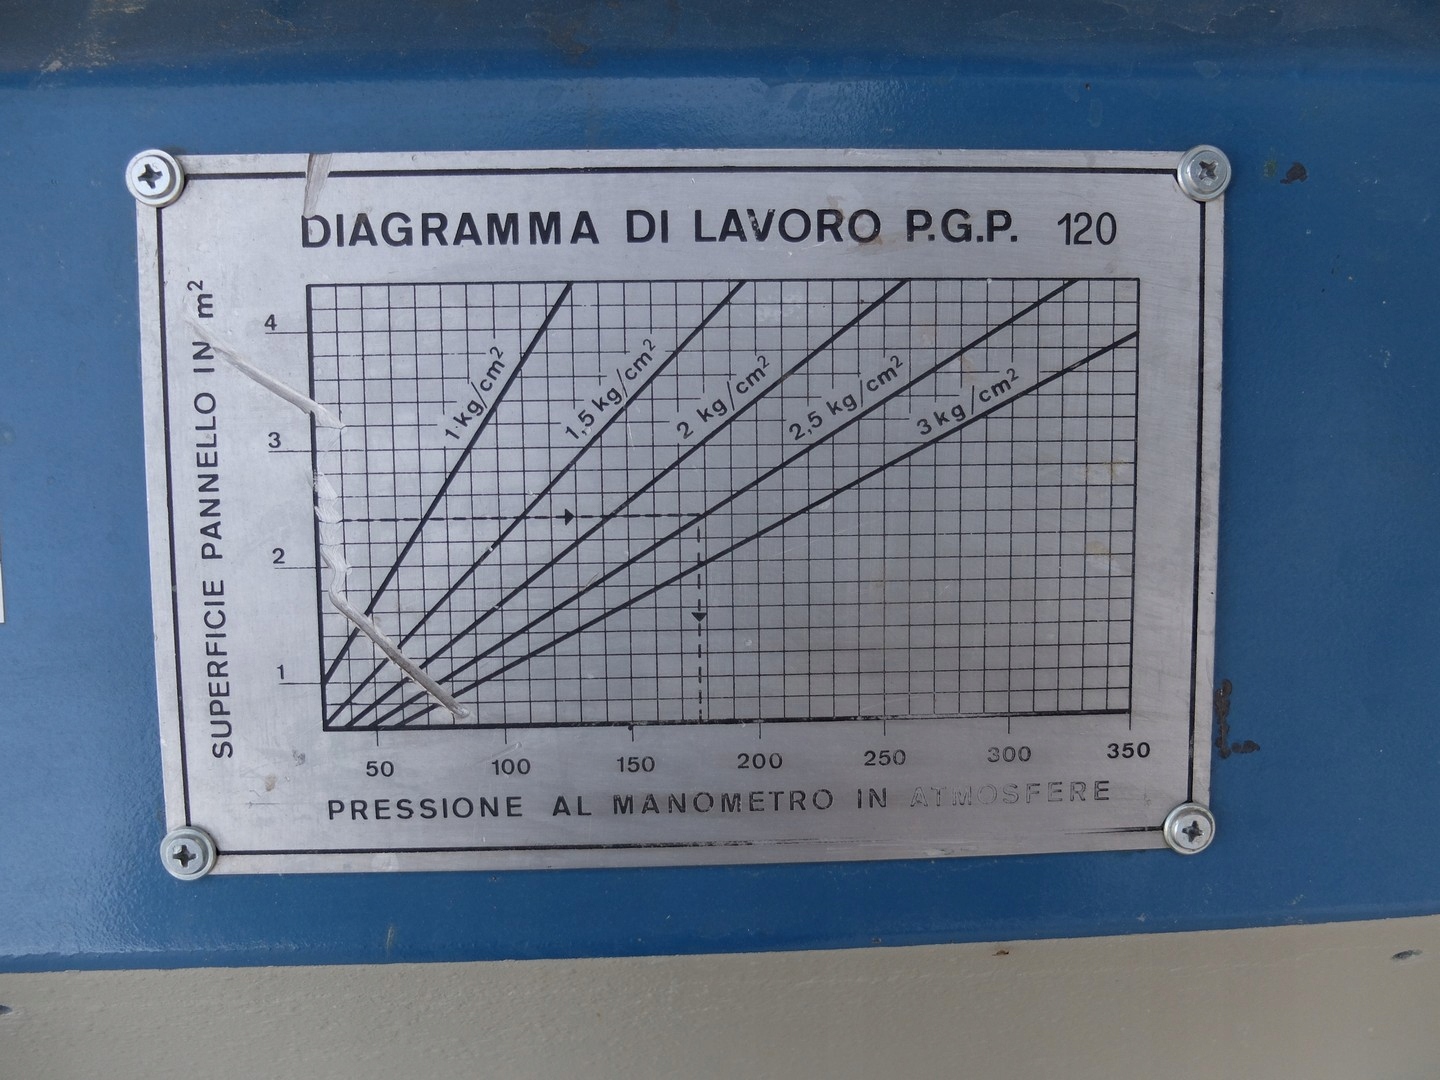 DIAGRAMMA DI LAVORO P.G.P. 120
SUPERFICIE PANNELLO IN m²
4
3
2
1
1 kg/cm²
1,5 kg/cm²
2 kg/cm²
2,5 kg/cm²
3 kg/cm²
50 100 150 200 250 300 350
PRESSIONE AL MANOMETRO IN ATMOSFERE